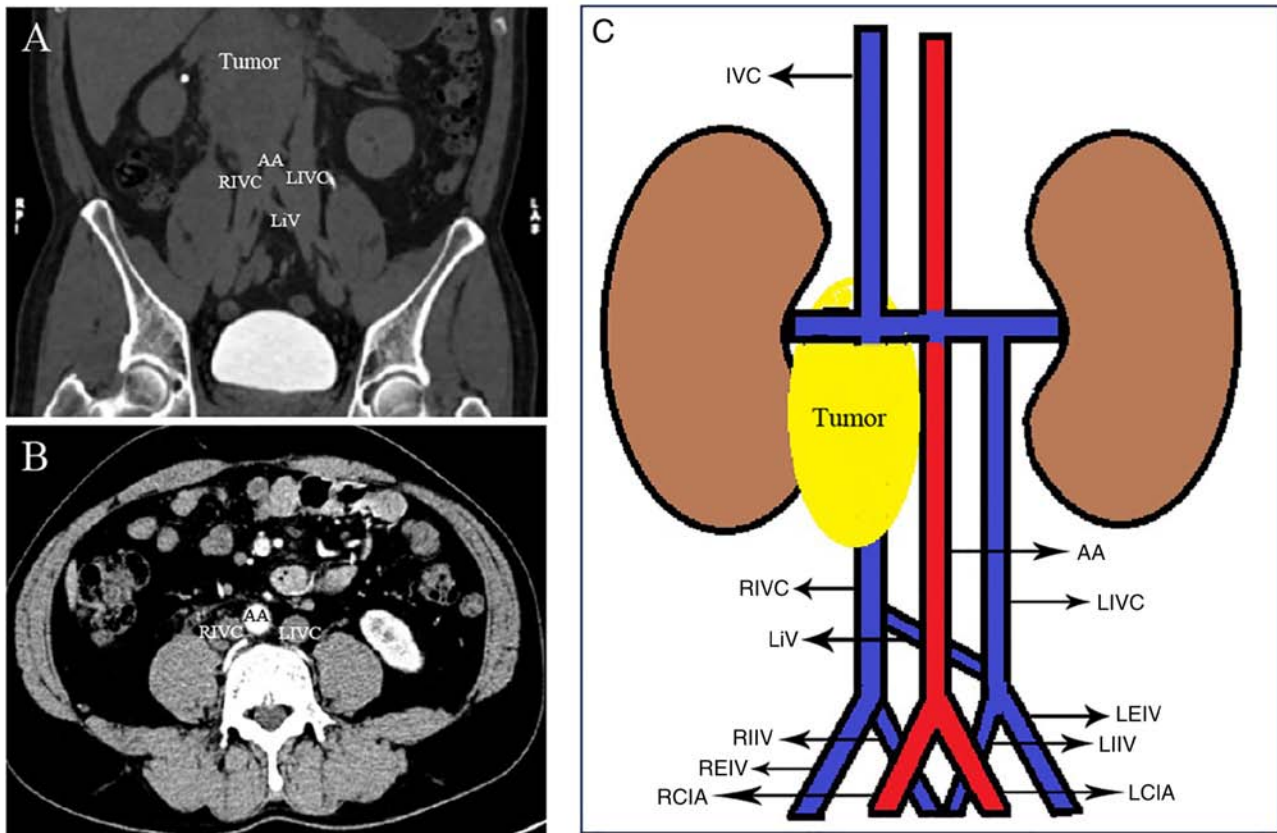 A
Tumor
AA
RIVC
LIVC
LiV
R
P
I
L
A
S
B
AA
RIVC
LIVC
C
IVC
Tumor
AA
RIVC
LIVC
LiV
LEIV
RIIV
LIIV
REIV
RCIA
LCIA